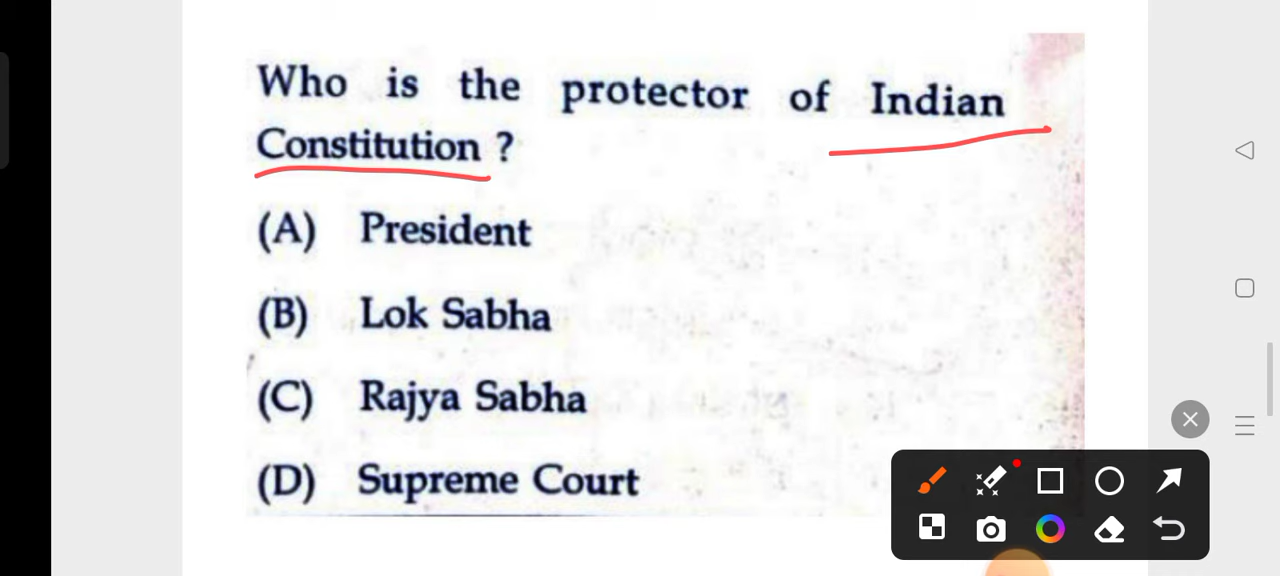 Who is the protector of Indian
Constitution ?
(A) President
(B) Lok Sabha
(C) Rajya Sabha
(D) Supreme Court